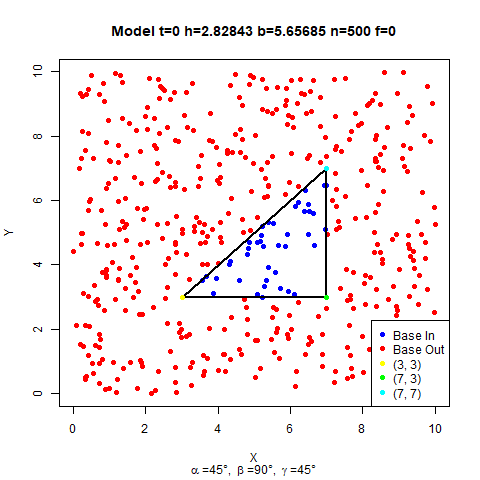 Model t=0 h=2.82843 b=5.65685 n=500 f=0
10
8
6
4
2
0
Y
Base In
Base Out
(3, 3)
(7, 3)
(7, 7)
0 2 4 6 8 10
X
α=45°, β=90°, γ=45°